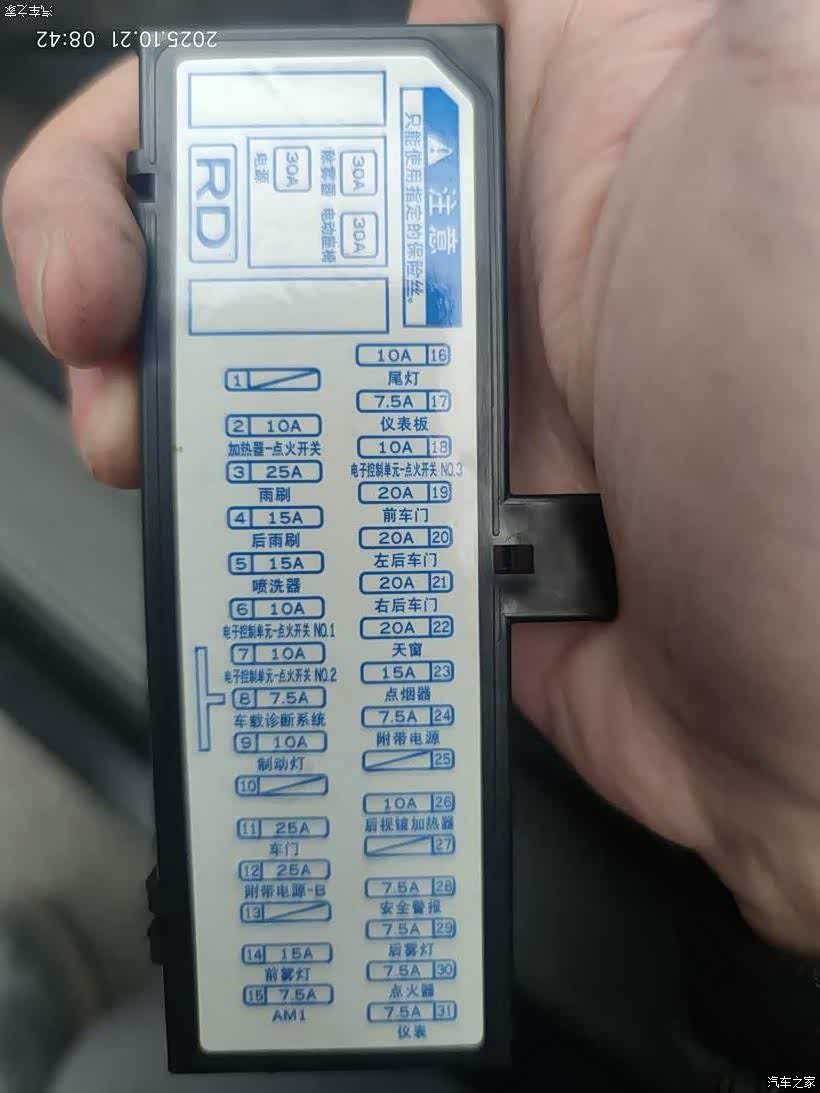 汽车之家
2025.10.21 08:42
注意
只能使用指定的保险丝。
30A
除雾器
30A
电动座椅
30A
电源
RD
1
2 10A
加热器-点火开关
3 25A
雨刷
4 15A
后雨刷
5 15A
喷洗器
6 10A
电子控制单元-点火开关 NO.1
7 10A
电子控制单元-点火开关 NO.2
8 7.5A
车载诊断系统
9 10A
制动灯
10
11 25A
车门
12 25A
附带电源-B
13
14 15A
前雾灯
15 7.5A
AM1
10A 16
尾灯
7.5A 17
仪表板
10A 18
电子控制单元-点火开关 NO.3
20A 19
前车门
20A 20
左后车门
20A 21
右后车门
20A 22
天窗
15A 23
点烟器
7.5A 24
附带电源
25
10A 26
后视镜加热器
27
7.5A 28
安全警报
7.5A 29
后雾灯
7.5A 30
点火器
7.5A 31
仪表
汽车之家